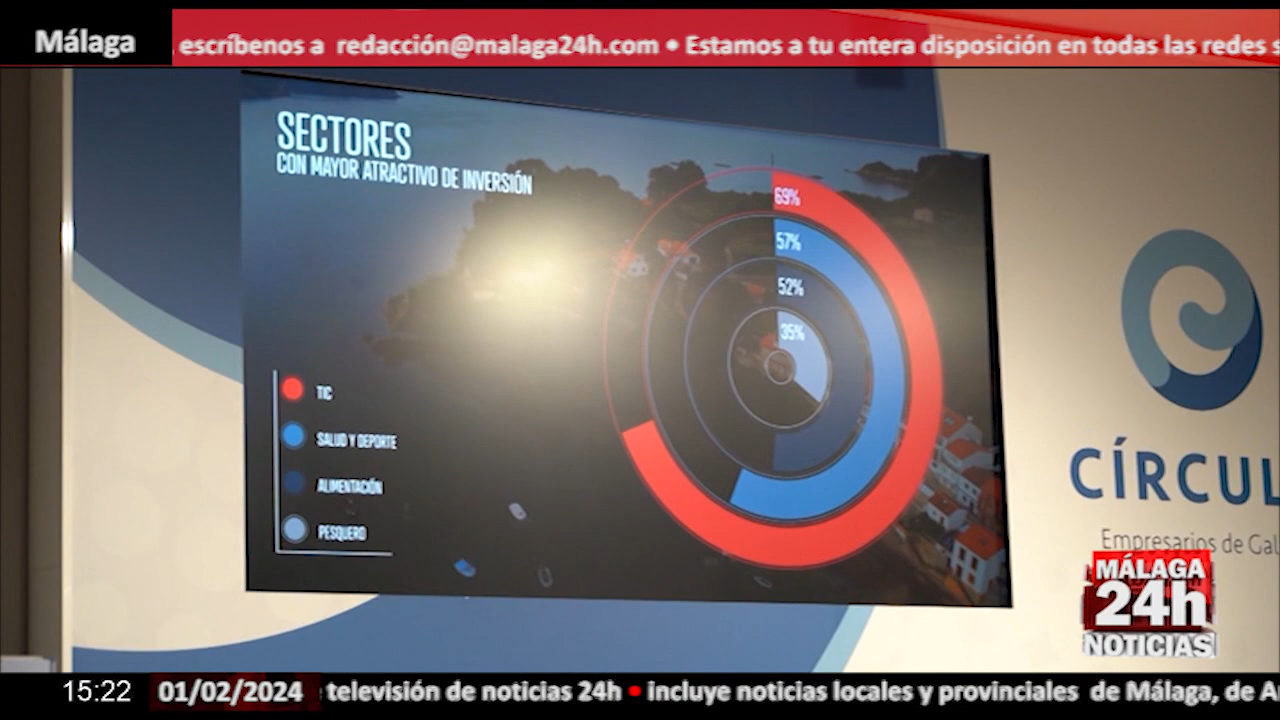 Málaga
escríbenos a redacción@malaga24h.com • Estamos a tu entera disposición en todas las redes s
SECTORES
CON MAYOR ATRACTIVO DE INVERSIÓN
69%
57%
52%
35%
TIC
SALUD Y DEPORTE
ALIMENTACIÓN
PESQUERO
CÍRCUL
Empresarios de Gal
MÁLAGA
24h
NOTICIAS
15:22 01/02/2024 televisión de noticias 24h • incluye noticias locales y provinciales de Málaga, de A